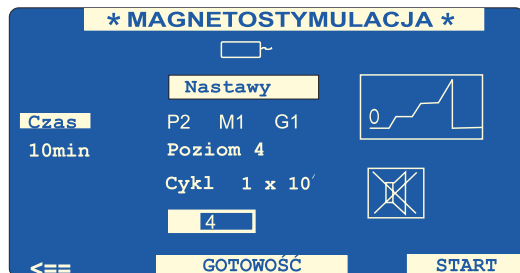 * MAGNETOSTYMULACJA *
Nastawy
Czas P2 M1 G1 0
10min Poziom 4
Cykl 1 x 10′
4
<== GOTOWOŚĆ START